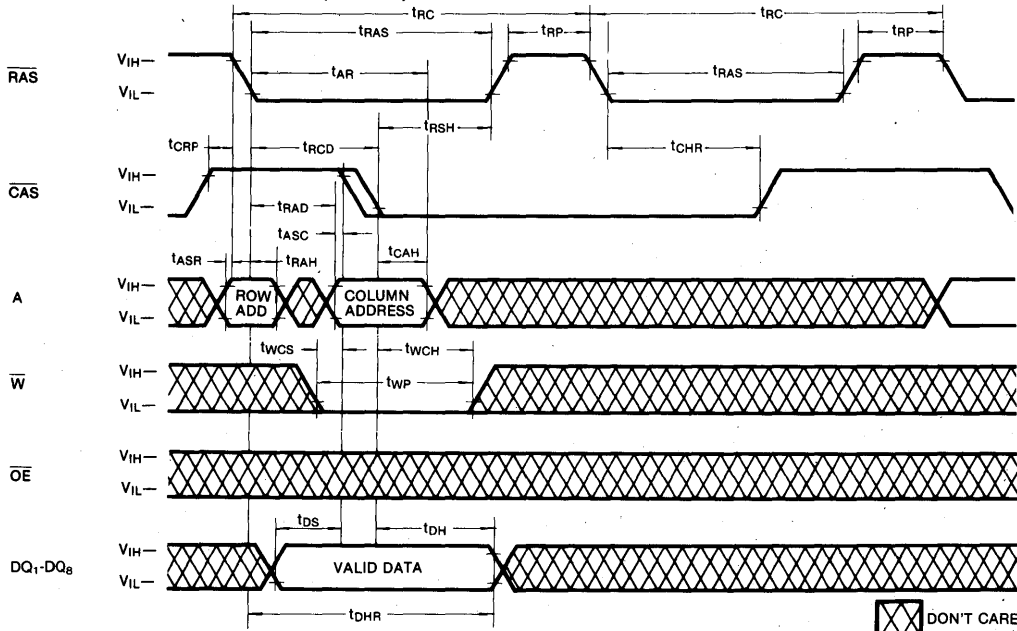 tRC tRC
tRAS tRP tRP
tAR tRAS
RAS VIH— VIL—
tRSH
tCRP tRCD tCHR
CAS VIH— VIL—
tRAD
tASC
tASR tRAH tCAH
A VIH— VIL—
ROW ADD
COLUMN ADDRESS
tWCS tWCH
tWP
W VIH— VIL—
OE VIH— VIL—
tDS tDH
DQ1-DQ8 VIH— VIL—
VALID DATA
tDHR
DON'T CARE